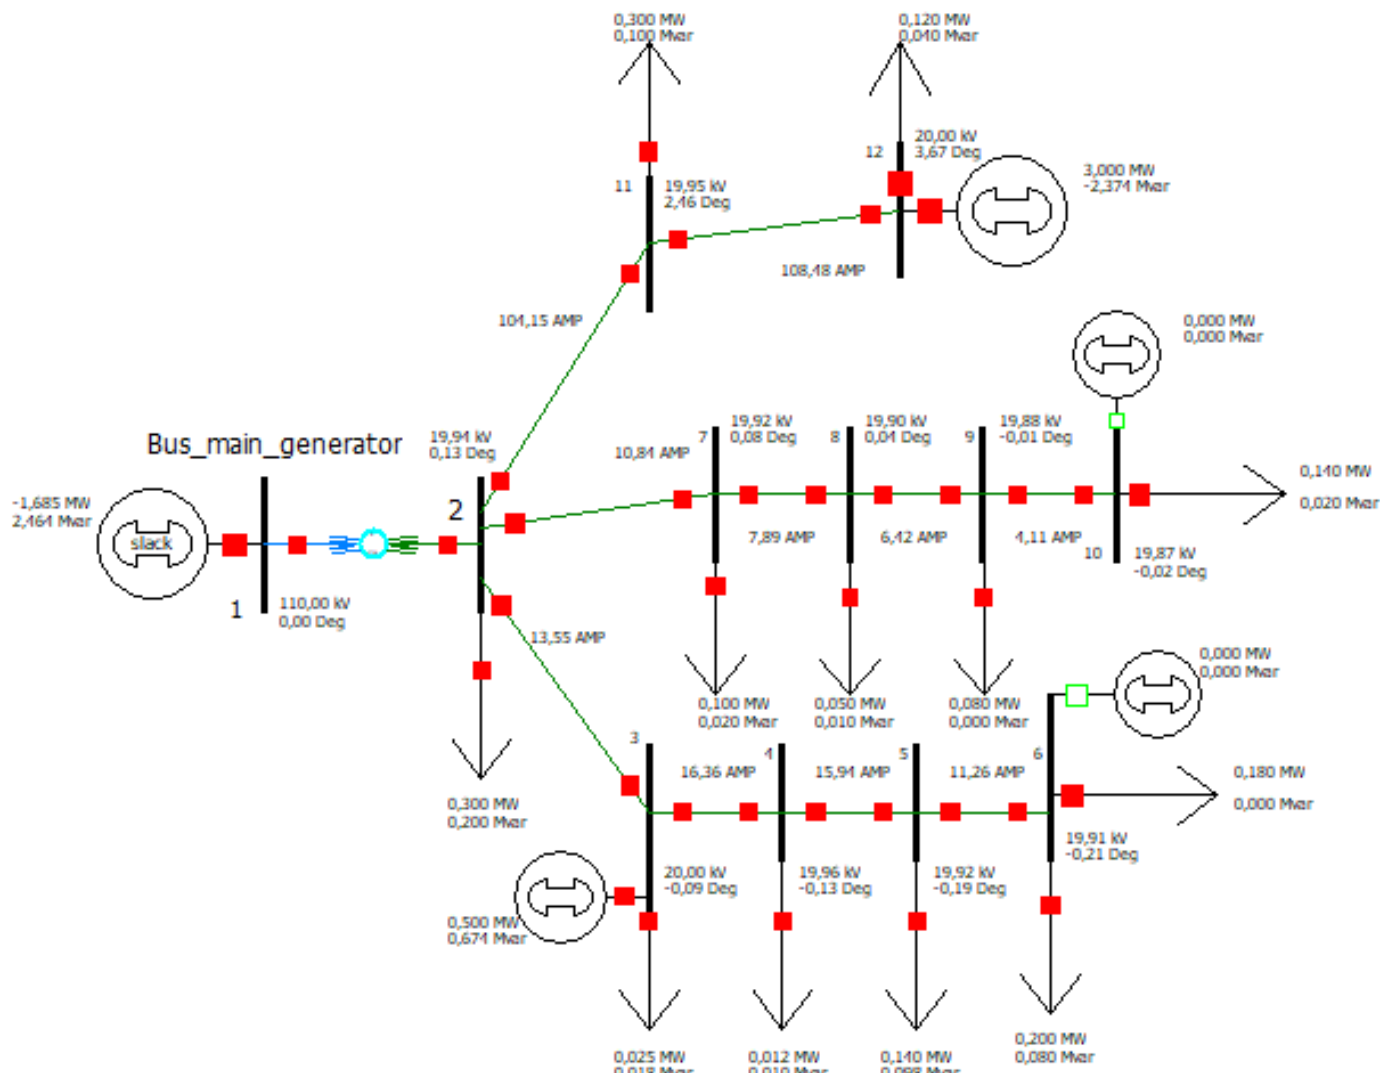 0,300 MW
0,100 Mvar
0,120 MW
0,040 Mvar
20,00 kV
3,67 Deg
12
3,000 MW
-2,374 Mvar
11
19,95 kV
2,46 Deg
108,48 AMP
104,15 AMP
0,000 MW
0,000 Mvar
Bus_main_generator
19,94 kV
0,13 Deg
10,84 AMP
7
19,92 kV
0,08 Deg
8
19,90 kV
0,04 Deg
9
19,88 kV
-0,01 Deg
-1,685 MW
2,464 Mvar
slack
2
0,140 MW
0,020 Mvar
7,89 AMP
6,42 AMP
4,11 AMP
10
19,87 kV
-0,02 Deg
1
110,00 kV
0,00 Deg
13,55 AMP
0,100 MW
0,020 Mvar
0,050 MW
0,010 Mvar
0,080 MW
0,000 Mvar
0,000 MW
0,000 Mvar
3
4
5
6
16,36 AMP
15,94 AMP
11,26 AMP
0,180 MW
0,000 Mvar
0,300 MW
0,200 Mvar
20,00 kV
-0,09 Deg
19,96 kV
-0,13 Deg
19,92 kV
-0,19 Deg
19,91 kV
-0,21 Deg
0,500 MW
0,674 Mvar
0,025 MW
0,018 Mvar
0,012 MW
0,010 Mvar
0,140 MW
0,098 Mvar
0,200 MW
0,080 Mvar